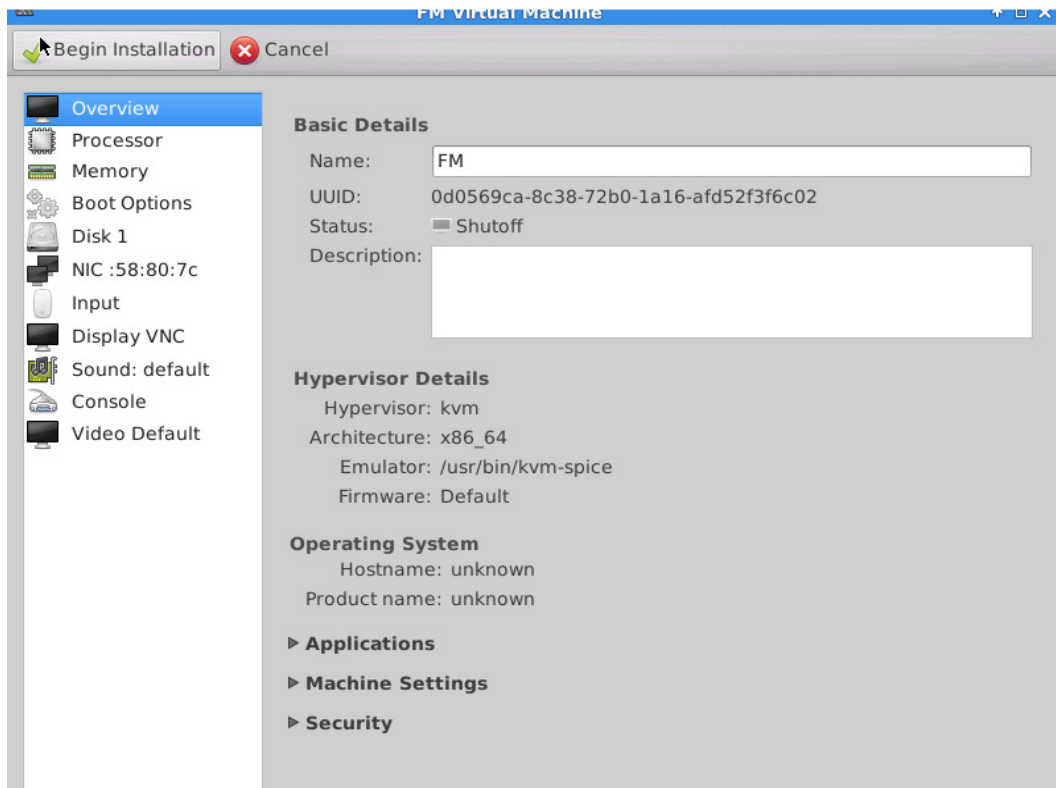 FM Virtual Machine
Begin Installation Cancel
Overview
Processor
Memory
Boot Options
Disk 1
NIC :58:80:7c
Input
Display VNC
Sound: default
Console
Video Default
Basic Details
Name: FM
UUID: 0d0569ca-8c38-72b0-1a16-afd52f3f6c02
Status: Shutoff
Description:
Hypervisor Details
Hypervisor: kvm
Architecture: x86_64
Emulator: /usr/bin/kvm-spice
Firmware: Default
Operating System
Hostname: unknown
Product name: unknown
Applications
Machine Settings
Security